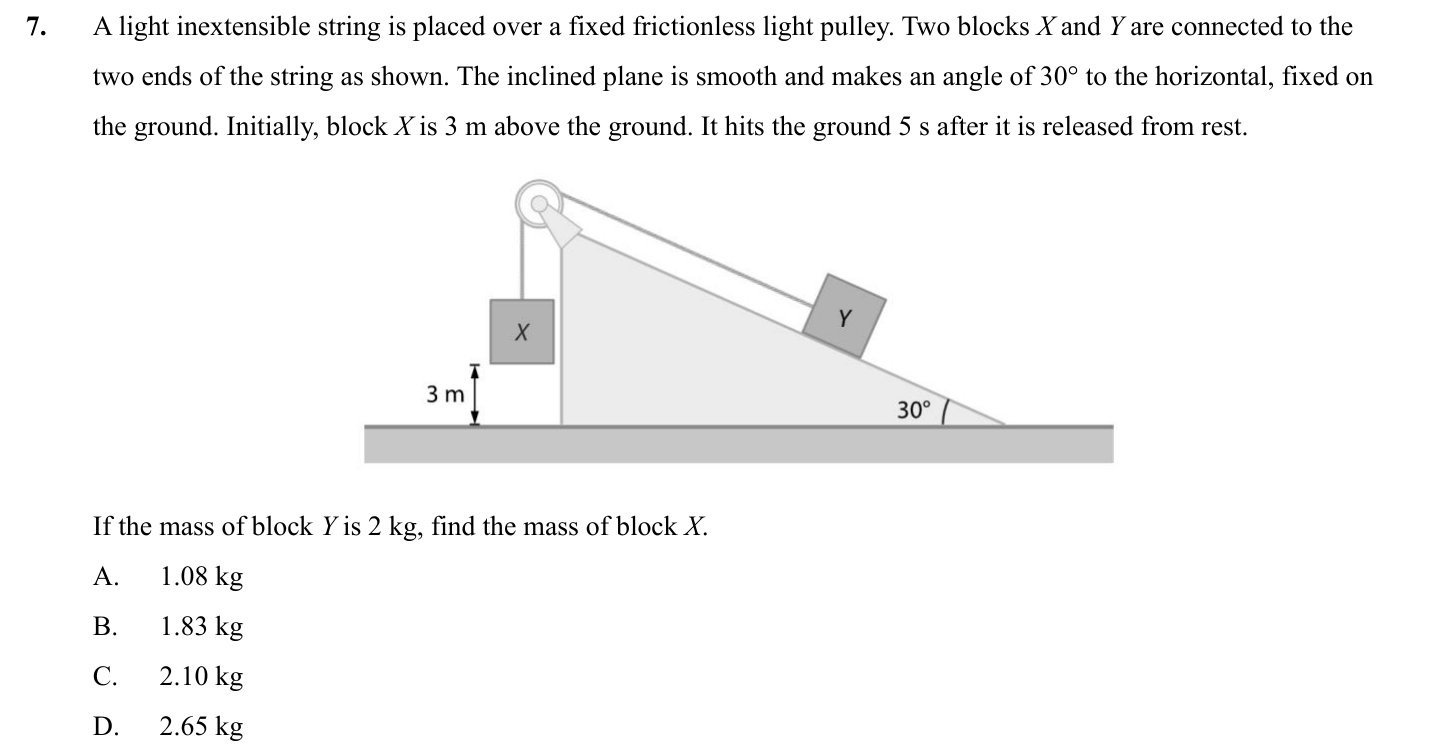 7. A light inextensible string is placed over a fixed frictionless light pulley. Two blocks X and Y are connected to the
two ends of the string as shown. The inclined plane is smooth and makes an angle of 30° to the horizontal, fixed on
the ground. Initially, block X is 3 m above the ground. It hits the ground 5 s after it is released from rest.
X
Y
3 m
30°
If the mass of block Y is 2 kg, find the mass of block X.
A. 1.08 kg
B. 1.83 kg
C. 2.10 kg
D. 2.65 kg